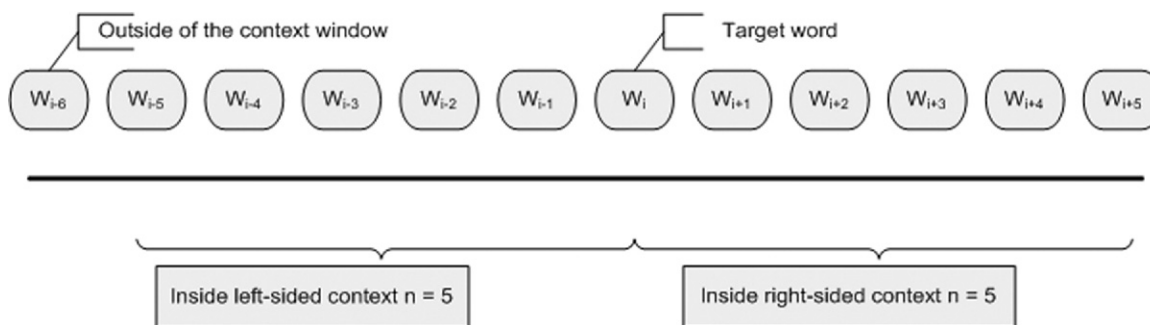 Outside of the context window Target word
Wi-6 Wi-5 Wi-4 Wi-3 Wi-2 Wi-1 Wi Wi+1 Wi+2 Wi+3 Wi+4 Wi+5
Inside left-sided context n = 5 Inside right-sided context n = 5